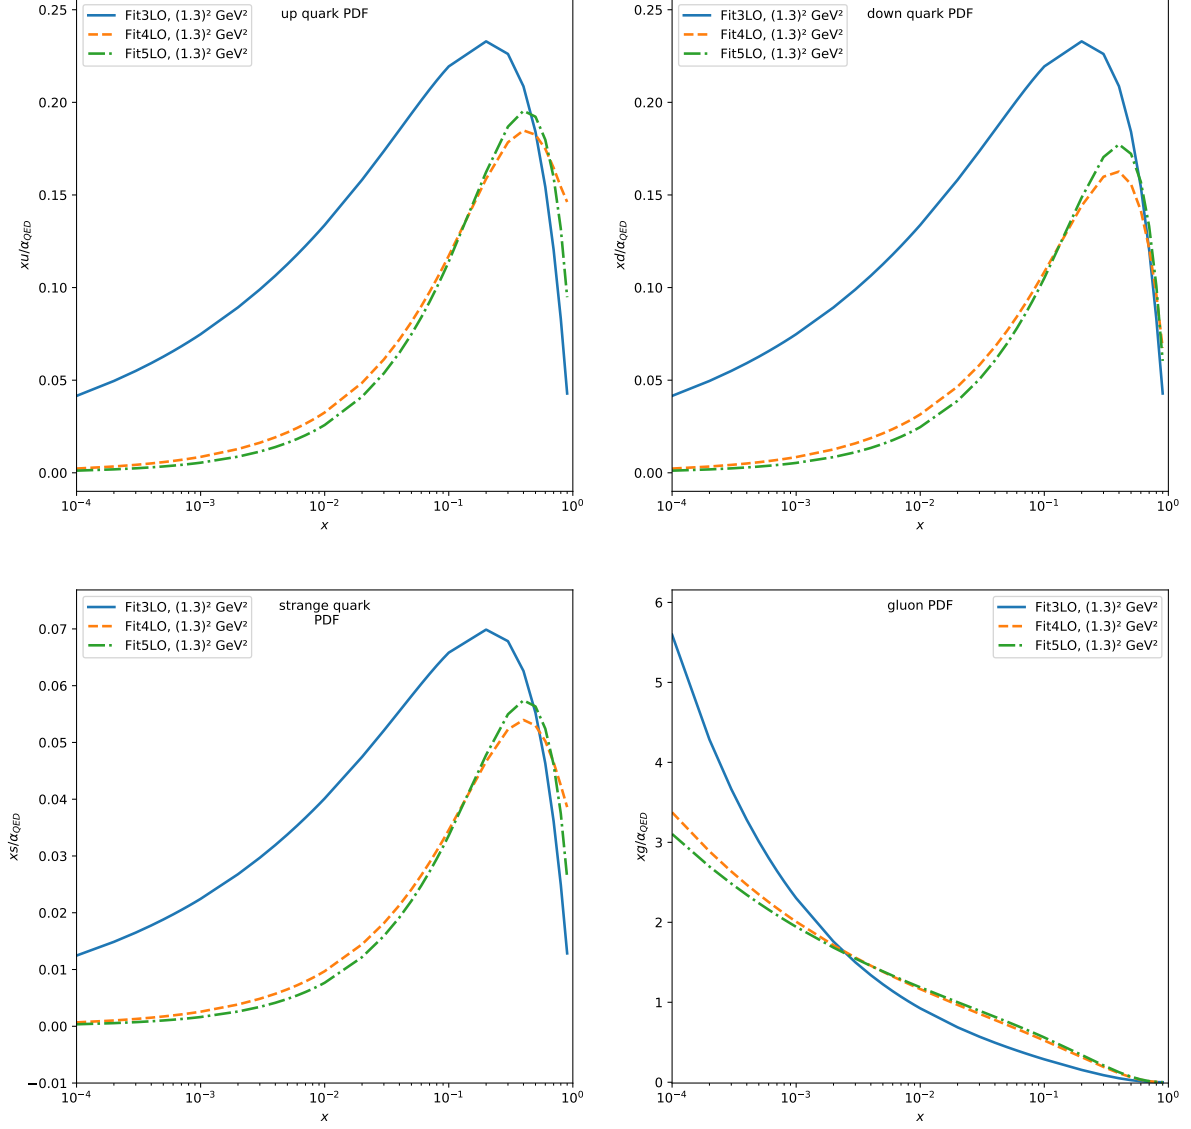 up quark PDF
Fit3LO, (1.3)² GeV²
Fit4LO, (1.3)² GeV²
Fit5LO, (1.3)² GeV²
0.25
0.20
0.15
0.10
0.05
0.00
xu/α_QED
10⁻⁴ 10⁻³ 10⁻² 10⁻¹ 10⁰
x
down quark PDF
Fit3LO, (1.3)² GeV²
Fit4LO, (1.3)² GeV²
Fit5LO, (1.3)² GeV²
0.25
0.20
0.15
0.10
0.05
0.00
xd/α_QED
10⁻⁴ 10⁻³ 10⁻² 10⁻¹ 10⁰
x
strange quark
PDF
Fit3LO, (1.3)² GeV²
Fit4LO, (1.3)² GeV²
Fit5LO, (1.3)² GeV²
0.07
0.06
0.05
0.04
0.03
0.02
0.01
0.00
−0.01
xs/α_QED
10⁻⁴ 10⁻³ 10⁻² 10⁻¹ 10⁰
x
gluon PDF
Fit3LO, (1.3)² GeV²
Fit4LO, (1.3)² GeV²
Fit5LO, (1.3)² GeV²
6
5
4
3
2
1
0
xg/α_QED
10⁻⁴ 10⁻³ 10⁻² 10⁻¹ 10⁰
x